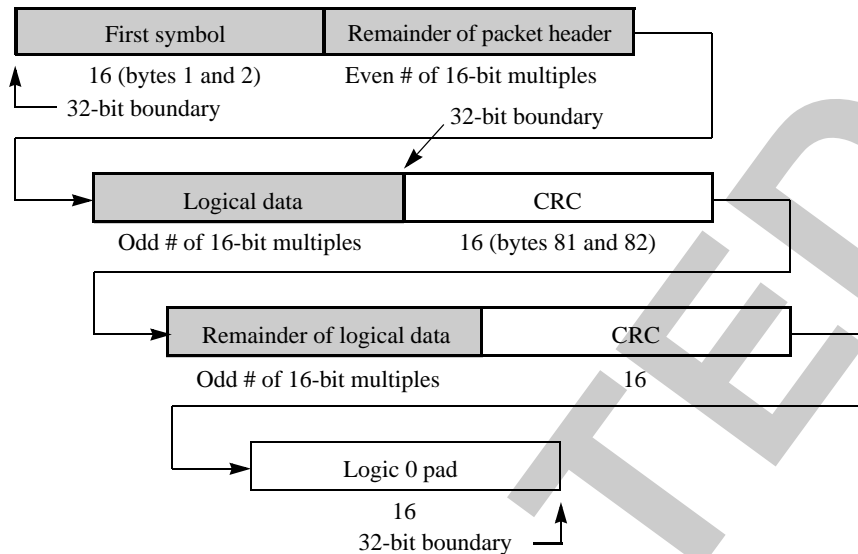 First symbol Remainder of packet header
16 (bytes 1 and 2) Even # of 16-bit multiples
32-bit boundary
32-bit boundary
Logical data CRC
Odd # of 16-bit multiples 16 (bytes 81 and 82)
Remainder of logical data CRC
Odd # of 16-bit multiples 16
Logic 0 pad
16
32-bit boundary
TED